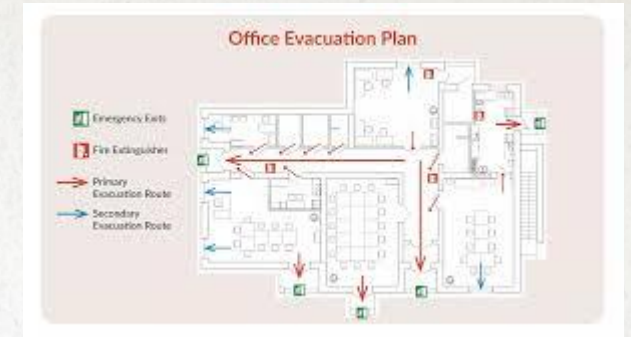 Office Evacuation Plan
Emergency Exits
Fire Extinguisher
Primary
Evacuation Route
Secondary
Evacuation Route